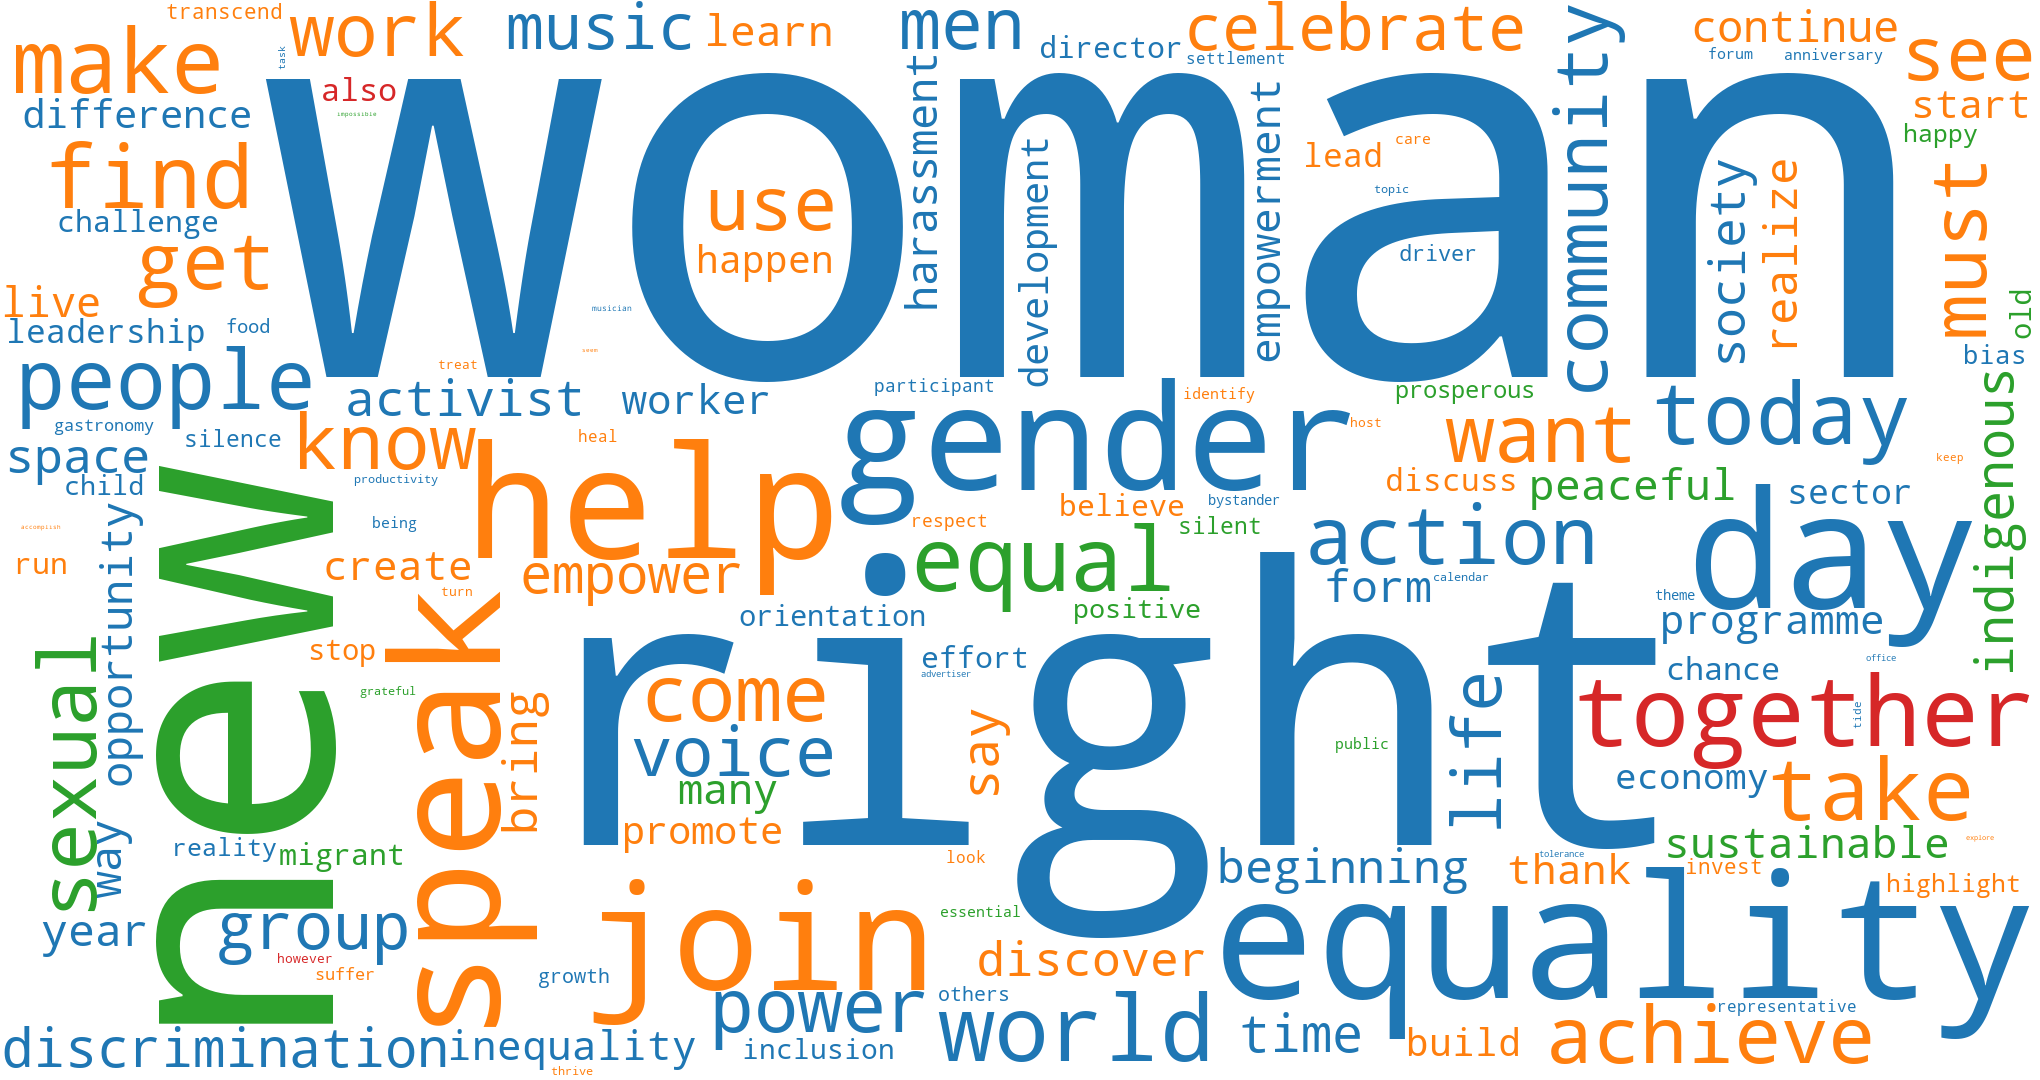 transcend
work
music
learn
men
director
celebrate
settlement
community
continue
forum
anniversary
see
make
task
also
impossible
woman
difference
start
happy
find
use
happen
harassment
development
empowerment
lead
care
topic
driver
society
realize
must
old
challenge
get
live
leadership
food
musician
seem
treat
people
activist
worker
participant
identify
prosperous
host
bias
today
gender
want
indigenous
gastronomy
silence
know
heal
help
space
child
productivity
being
discuss
peaceful
keep
sector
believe
bystander
respect
silent
equal
action
day
accomplish
run
opportunity
new
create
empower
turn
form
calendar
positive
orientation
theme
programme
sexual
stop
speak
right
effort
advertiser
chance
office
grateful
bring
come
voice
say
life
public
together
tide
economy
take
many
promote
way
reality
migrant
look
beginning
tolerance
thank
sustainable
explore
invest
highlight
year
group
join
essential
equality
however
suffer
growth
discover
power
others
world
time
representative
build
achieve
discrimination
inequality
inclusion
thrive